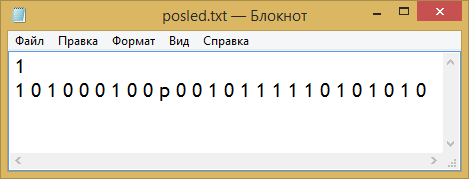 posled.txt — Блокнот
Файл Правка Формат Вид Справка
1
1 0 1 0 0 0 1 0 0 p 0 0 1 0 1 1 1 1 1 0 1 0 1 0 1 0